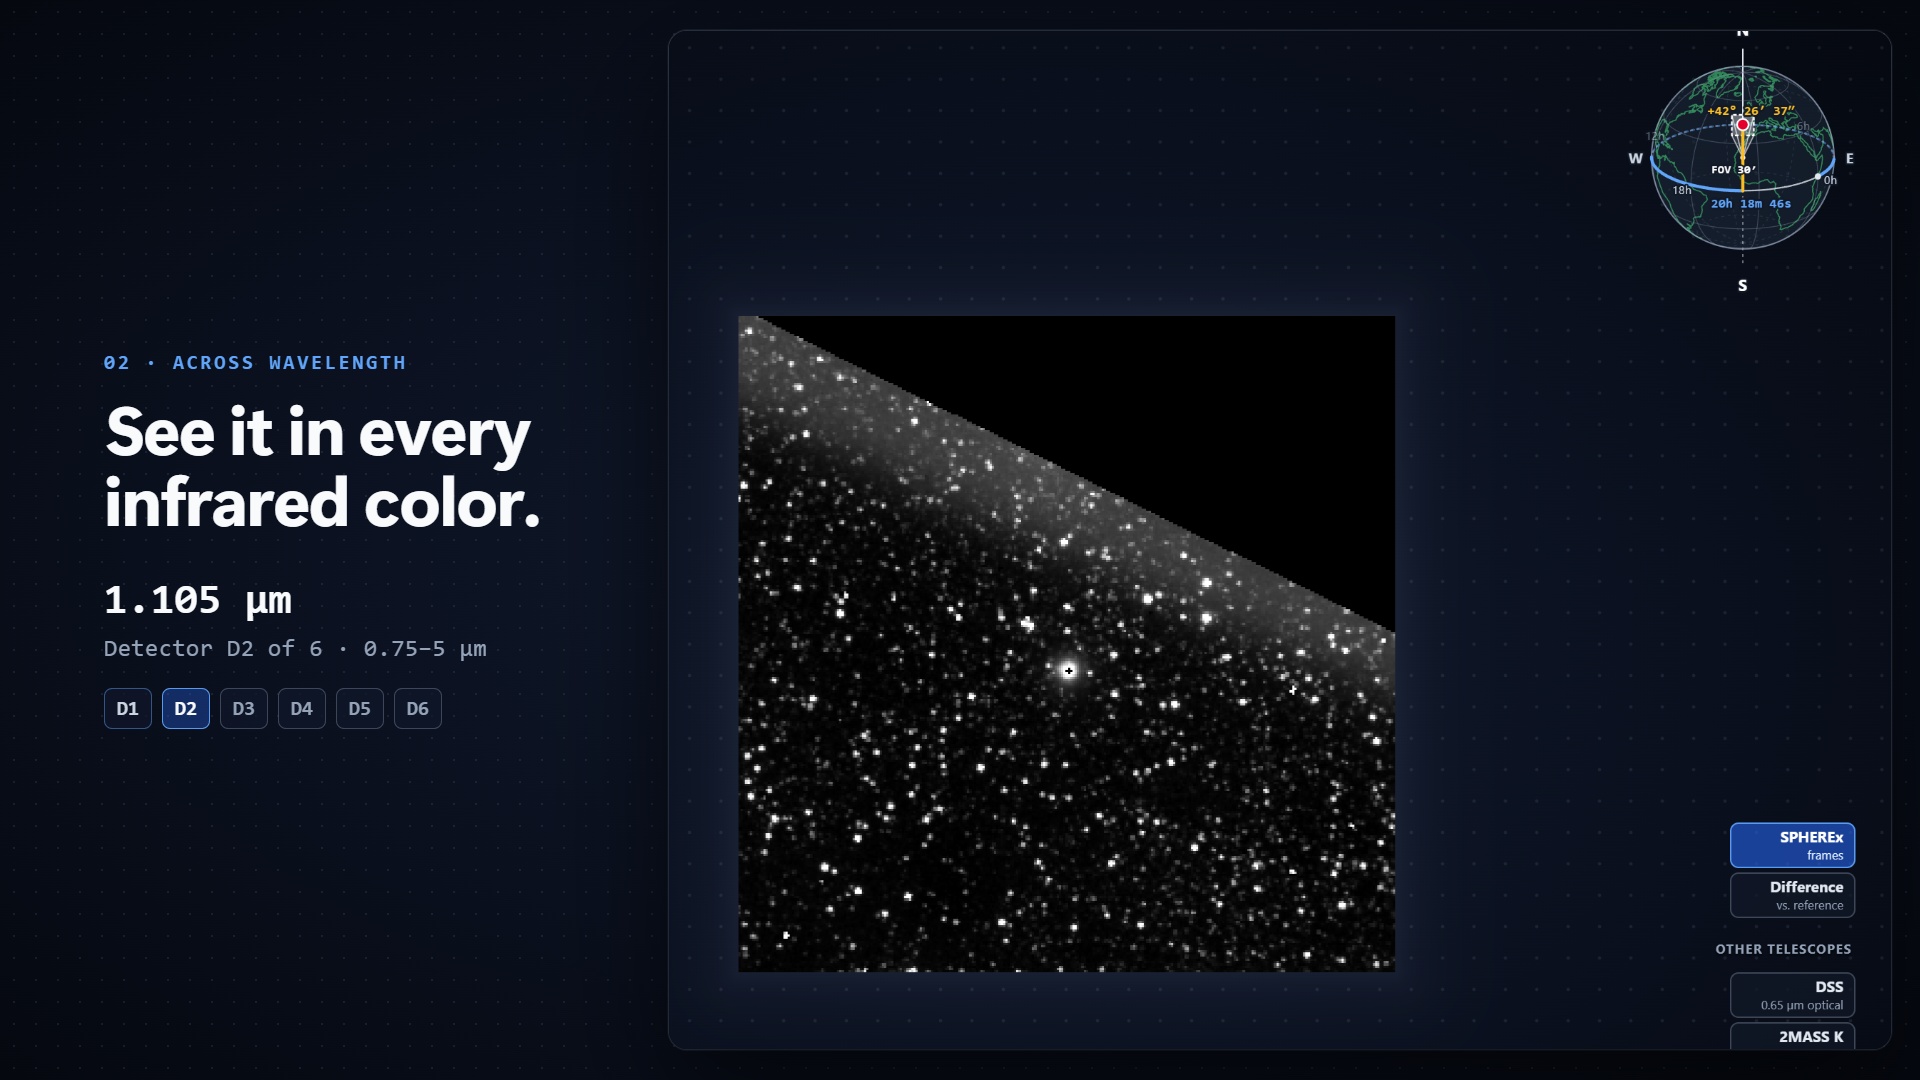 02 · ACROSS WAVELENGTH
See it in every
infrared color.
1.105 µm
Detector D2 of 6 · 0.75–5 µm
D1 D2 D3 D4 D5 D6
N
+42° 26′ 37″
12h
6h
W
E
FOV 30′
18h
0h
20h 18m 46s
S
SPHEREx
frames
Difference
vs. reference
OTHER TELESCOPES
DSS
0.65 µm optical
2MASS K